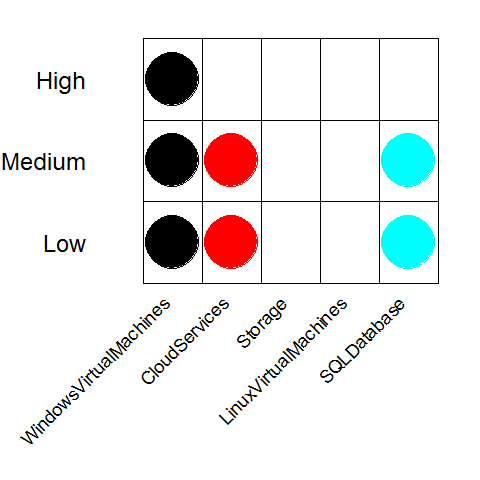 High
Medium
Low
WindowsVirtualMachines
CloudServices
Storage
LinuxVirtualMachines
SQLDatabase